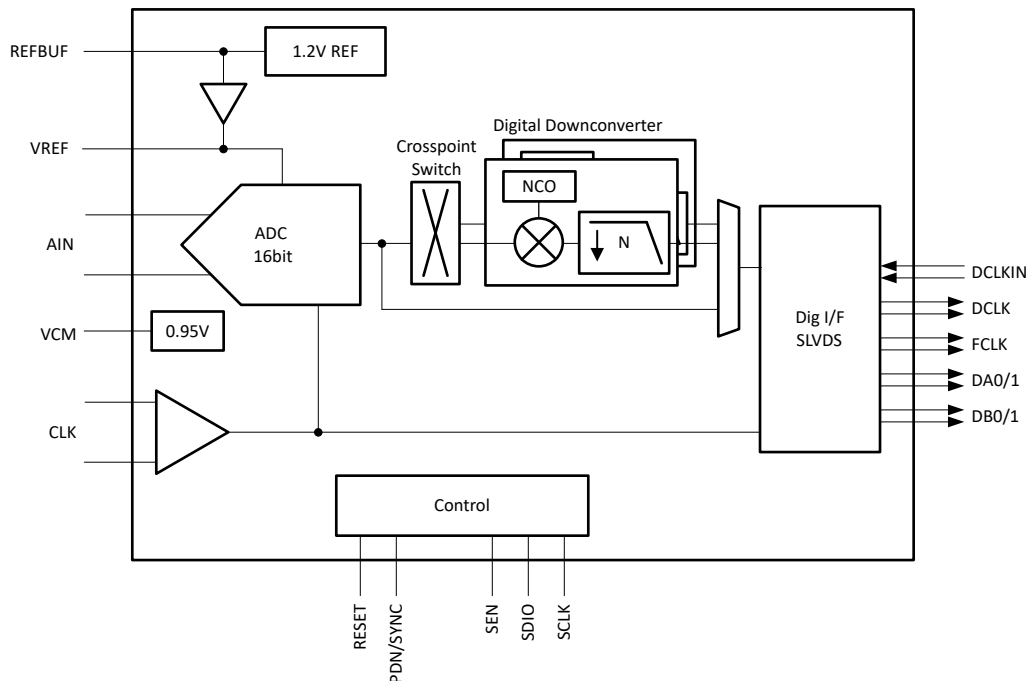 REFBUF
1.2V REF
VREF
Digital Downconverter
Crosspoint
Switch
NCO
ADC
16bit
N
AIN
VCM
0.95V
CLK
Dig I/F
SLVDS
DCLKIN
DCLK
FCLK
DA0/1
DB0/1
Control
RESET
PDN/SYNC
SEN
SDIO
SCLK